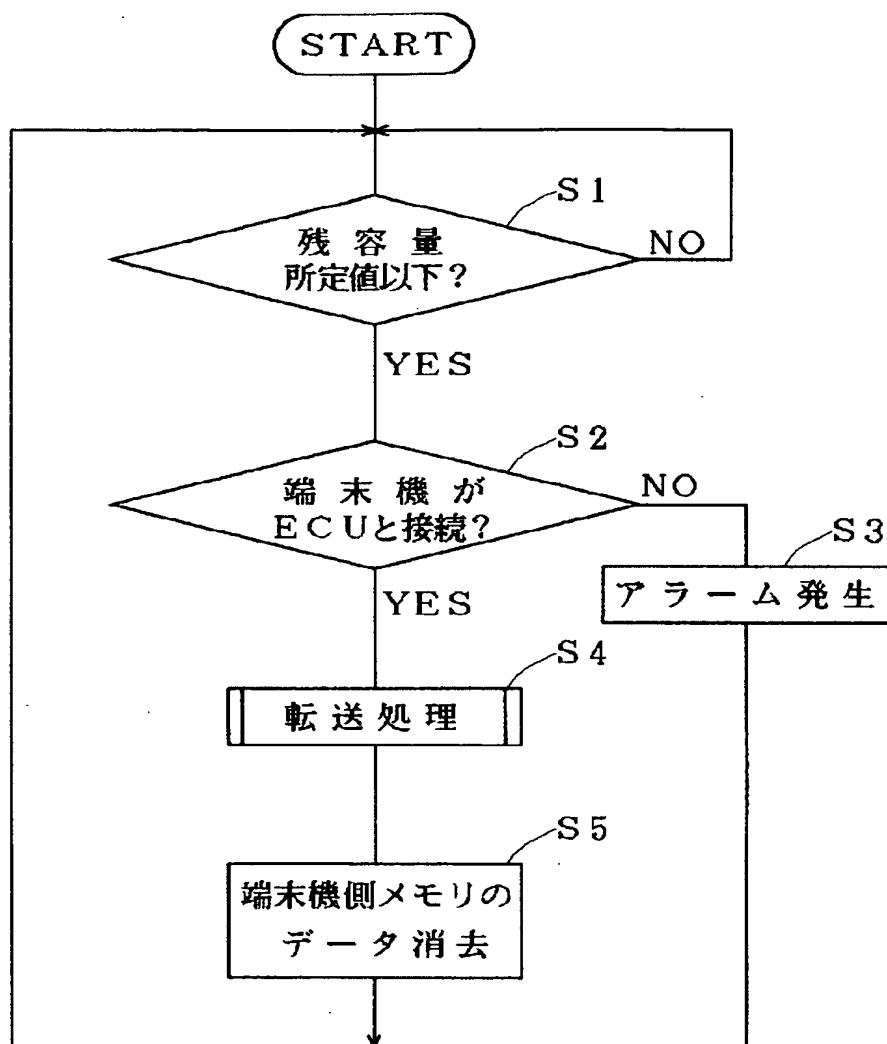 START
S1
残容量
所定値以下?
NO
YES
S2
端末機が
ECUと接続?
NO
S3
アラーム発生
YES
S4
転送処理
S5
端末機側メモリの
データ消去